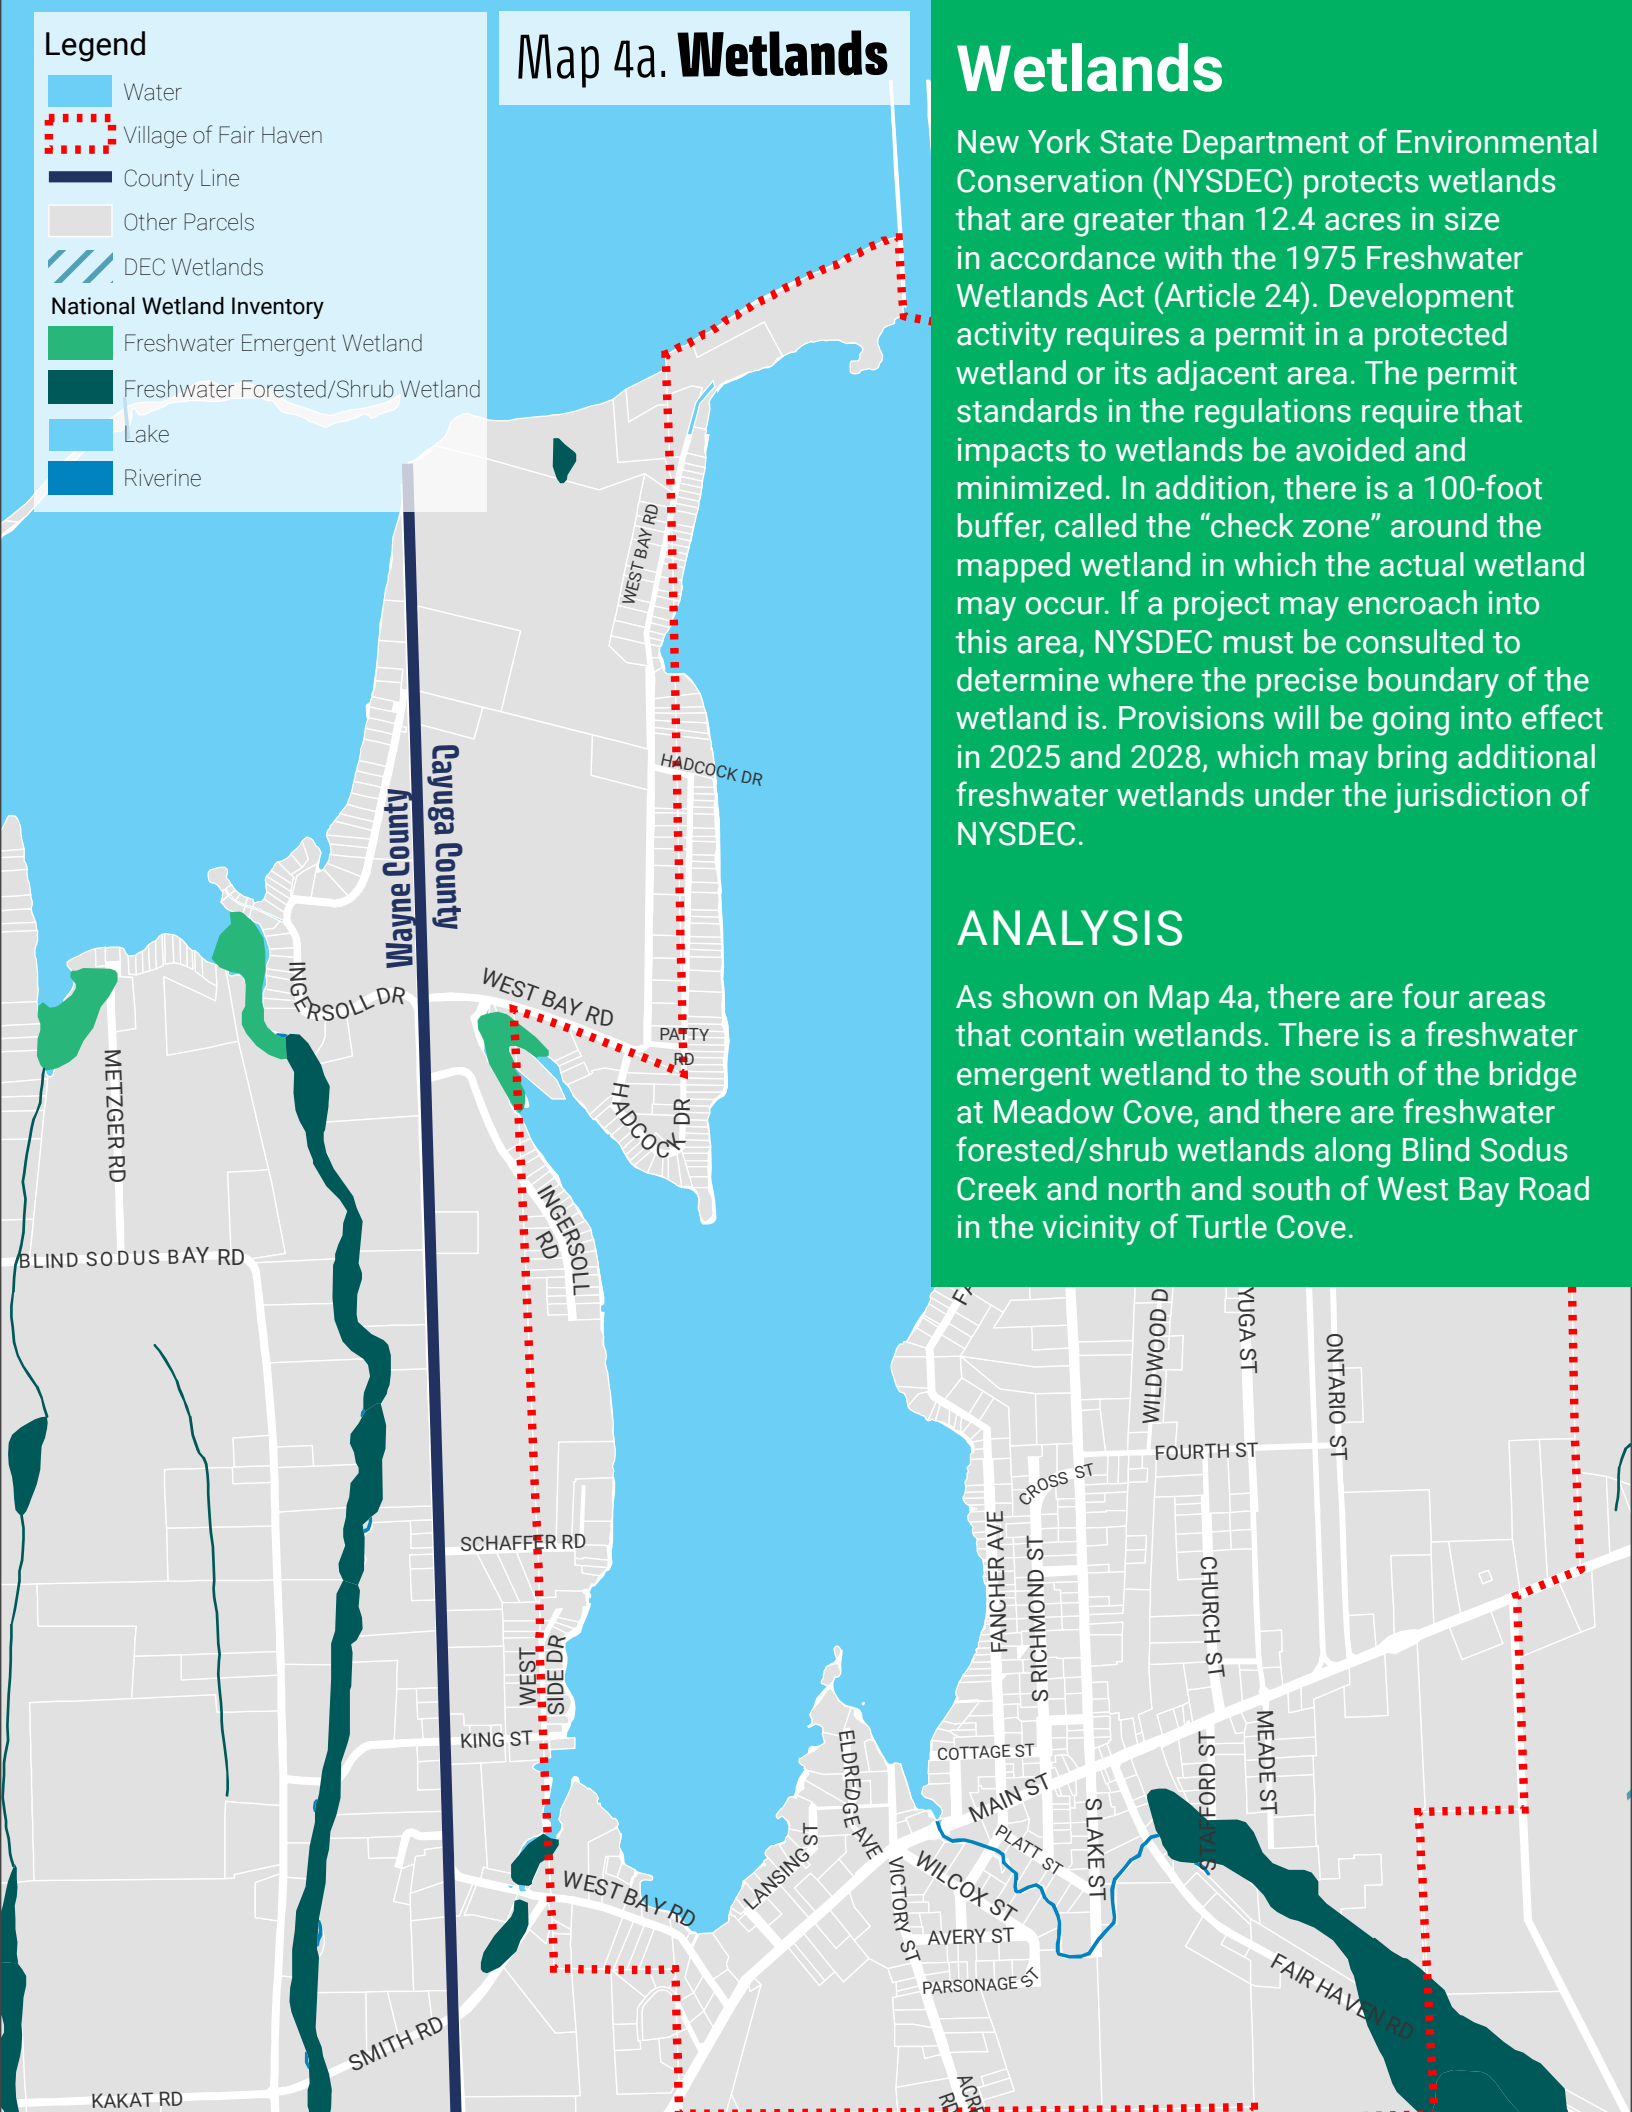 Legend
Water
Village of Fair Haven
County Line
Other Parcels
DEC Wetlands
National Wetland Inventory
Freshwater Emergent Wetland
Freshwater Forested/Shrub Wetland
Lake
Riverine
Map 4a. Wetlands
Wetlands
New York State Department of Environmental
Conservation (NYSDEC) protects wetlands
that are greater than 12.4 acres in size
in accordance with the 1975 Freshwater
Wetlands Act (Article 24). Development
activity requires a permit in a protected
wetland or its adjacent area. The permit
standards in the regulations require that
impacts to wetlands be avoided and
minimized. In addition, there is a 100-foot
buffer, called the “check zone” around the
mapped wetland in which the actual wetland
may occur. If a project may encroach into
this area, NYSDEC must be consulted to
determine where the precise boundary of the
wetland is. Provisions will be going into effect
in 2025 and 2028, which may bring additional
freshwater wetlands under the jurisdiction of
NYSDEC.
ANALYSIS
As shown on Map 4a, there are four areas
that contain wetlands. There is a freshwater
emergent wetland to the south of the bridge
at Meadow Cove, and there are freshwater
forested/shrub wetlands along Blind Sodus
Creek and north and south of West Bay Road
in the vicinity of Turtle Cove.
WEST BAY RD
HADCOCK DR
Wayne County
Cayuga County
INGERSOLL DR
WEST BAY RD
PATTY
RD
HADCOCK DR
METZGER RD
INGERSOLL
RD
BLIND SODUS BAY RD
WILDWOOD D
YUGA ST
ONTARIO ST
FOURTH ST
CROSS ST
FANCHER AVE
S RICHMOND ST
CHURCH ST
SCHAFFER RD
WEST
SIDE DR
KING ST
ELDREDGE AVE
COTTAGE ST
MAIN ST
STAFFORD ST
MEADE ST
S LAKE ST
PLATT ST
LANSING ST
WILCOX ST
VICTORY ST
AVERY ST
WEST BAY RD
PARSONAGE ST
FAIR HAVEN RD
SMITH RD
KAKAT RD
ACRE
RD